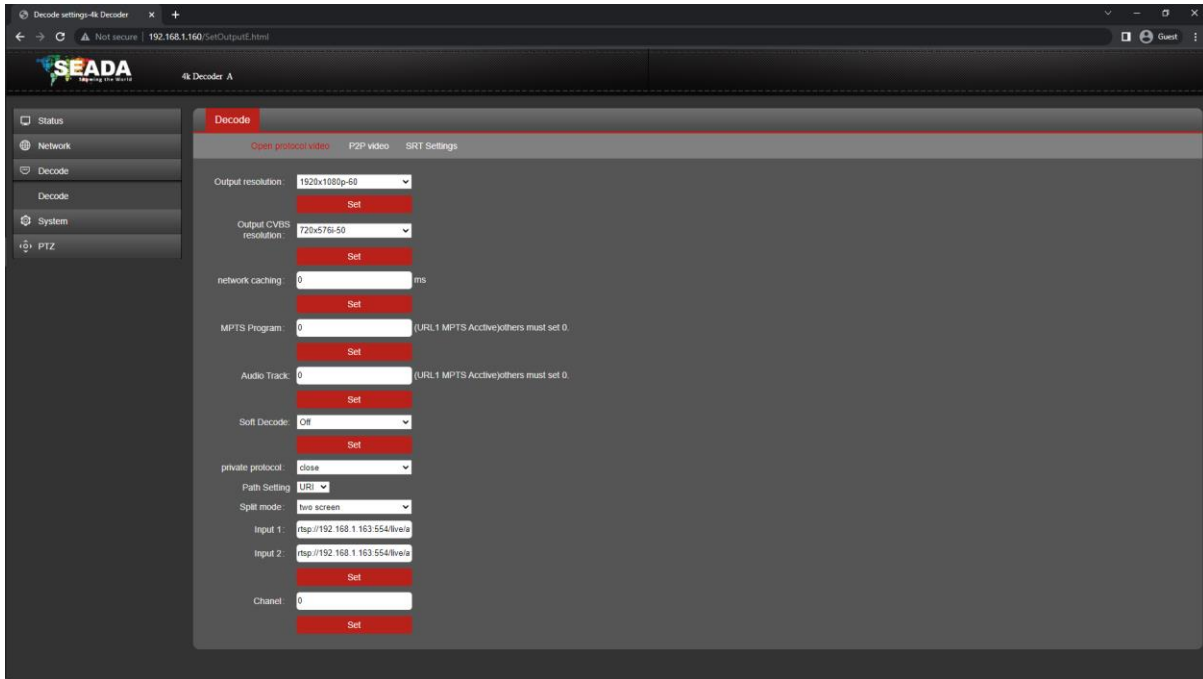 Decode settings-4k Decoder
Not secure | 192.168.1.160/SetOutputE.html
Guest
SEADA
4k Decoder A
Status
Network
Decode
Decode
System
PTZ
Decode
Open protocol video P2P video SRT Settings
Output resolution: 1920x1080p-60
Set
Output CVBS
resolution: 720x576i-50
Set
network caching: 0 ms
Set
MPTS Program: 0 (URL1 MPTS Acctive)others must set 0.
Set
Audio Track: 0 (URL1 MPTS Acctive)others must set 0.
Set
Soft Decode: Off
Set
private protocol: close
Path Setting URI
Split mode: two screen
Input 1: rtsp://192.168.1.163:554/live/a
Input 2: rtsp://192.168.1.163:554/live/a
Set
Chanel: 0
Set